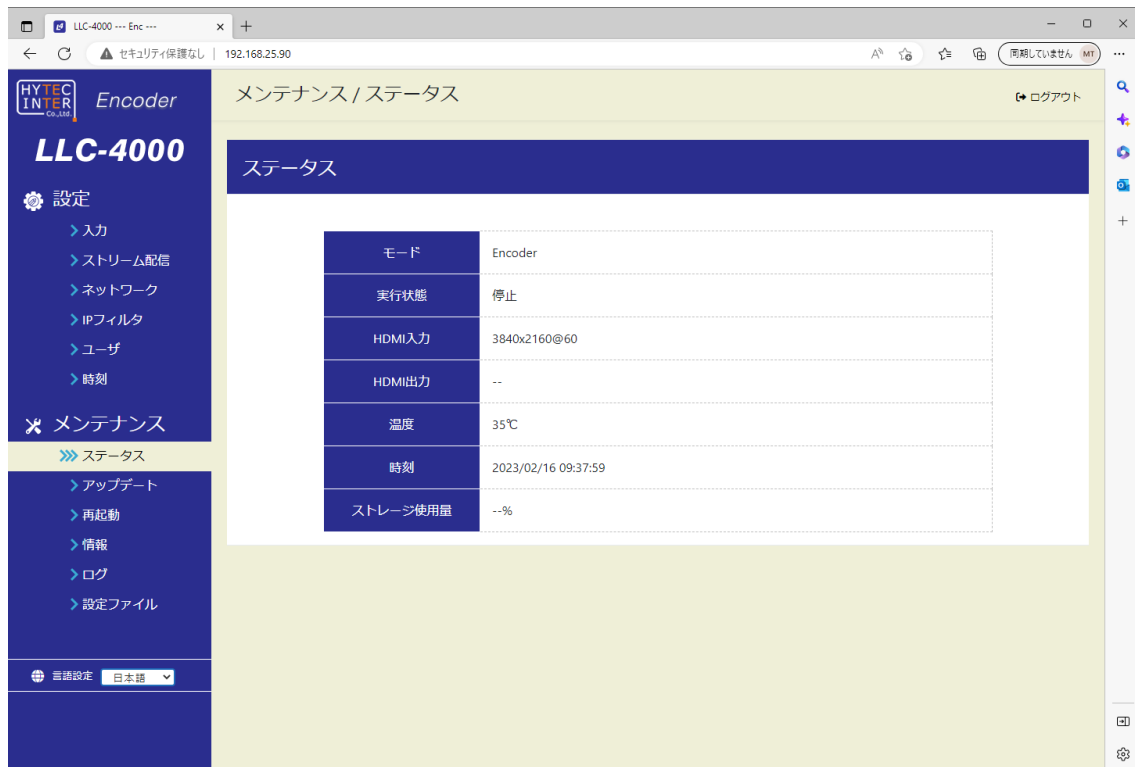 LLC-4000 --- Enc ---
セキュリティ保護なし
192.168.25.90
同期していません MT
HYTEC INTER Co.,Ltd.
Encoder
LLC-4000
設定
入力
ストリーム配信
ネットワーク
IPフィルタ
ユーザ
時刻
メンテナンス
ステータス
アップデート
再起動
情報
ログ
設定ファイル
言語設定 日本語
メンテナンス / ステータス
ログアウト
ステータス
モード Encoder
実行状態 停止
HDMI入力 3840x2160@60
HDMI出力 --
温度 35℃
時刻 2023/02/16 09:37:59
ストレージ使用量 --%